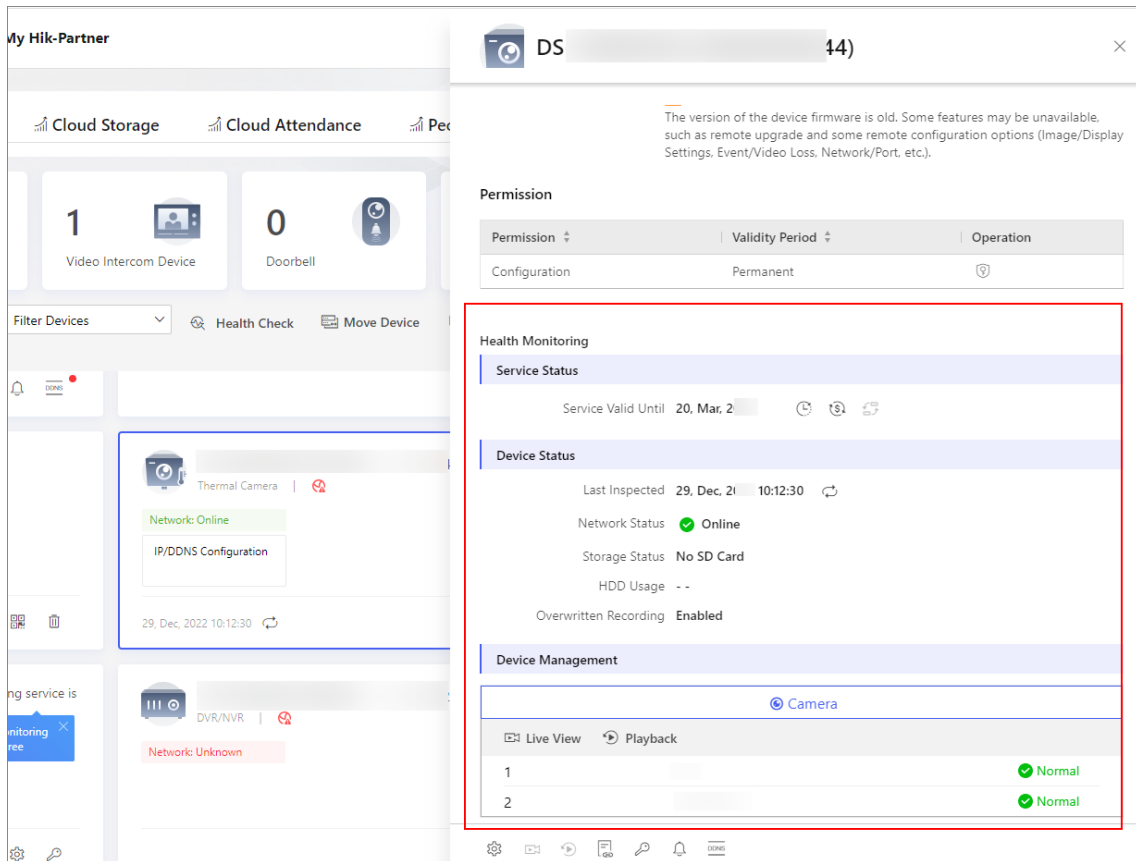 My Hik-Partner
Cloud Storage
Cloud Attendance
1
Video Intercom Device
0
Doorbell
Filter Devices
Health Check
Move Device
DDNS
Thermal Camera
Network: Online
IP/DDNS Configuration
29, Dec, 2022 10:12:30
service is
DVR/NVR
Network: Unknown
DS 44)
The version of the device firmware is old. Some features may be unavailable,
such as remote upgrade and some remote configuration options (Image/Display
Settings, Event/Video Loss, Network/Port, etc.).
Permission
Permission Validity Period Operation
Configuration Permanent
Health Monitoring
Service Status
Service Valid Until 20, Mar, 2
Device Status
Last Inspected 29, Dec, 10:12:30
Network Status Online
Storage Status No SD Card
HDD Usage - -
Overwritten Recording Enabled
Device Management
Camera
Live View Playback
1 Normal
2 Normal
DDNS